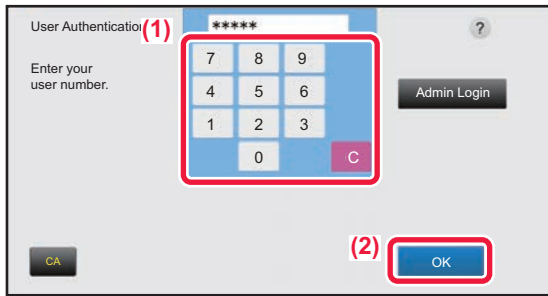 User Authentication
(1)
*****
?
Enter your
user number.
7 8 9
4 5 6
1 2 3
0 C
Admin Login
(2)
CA
OK